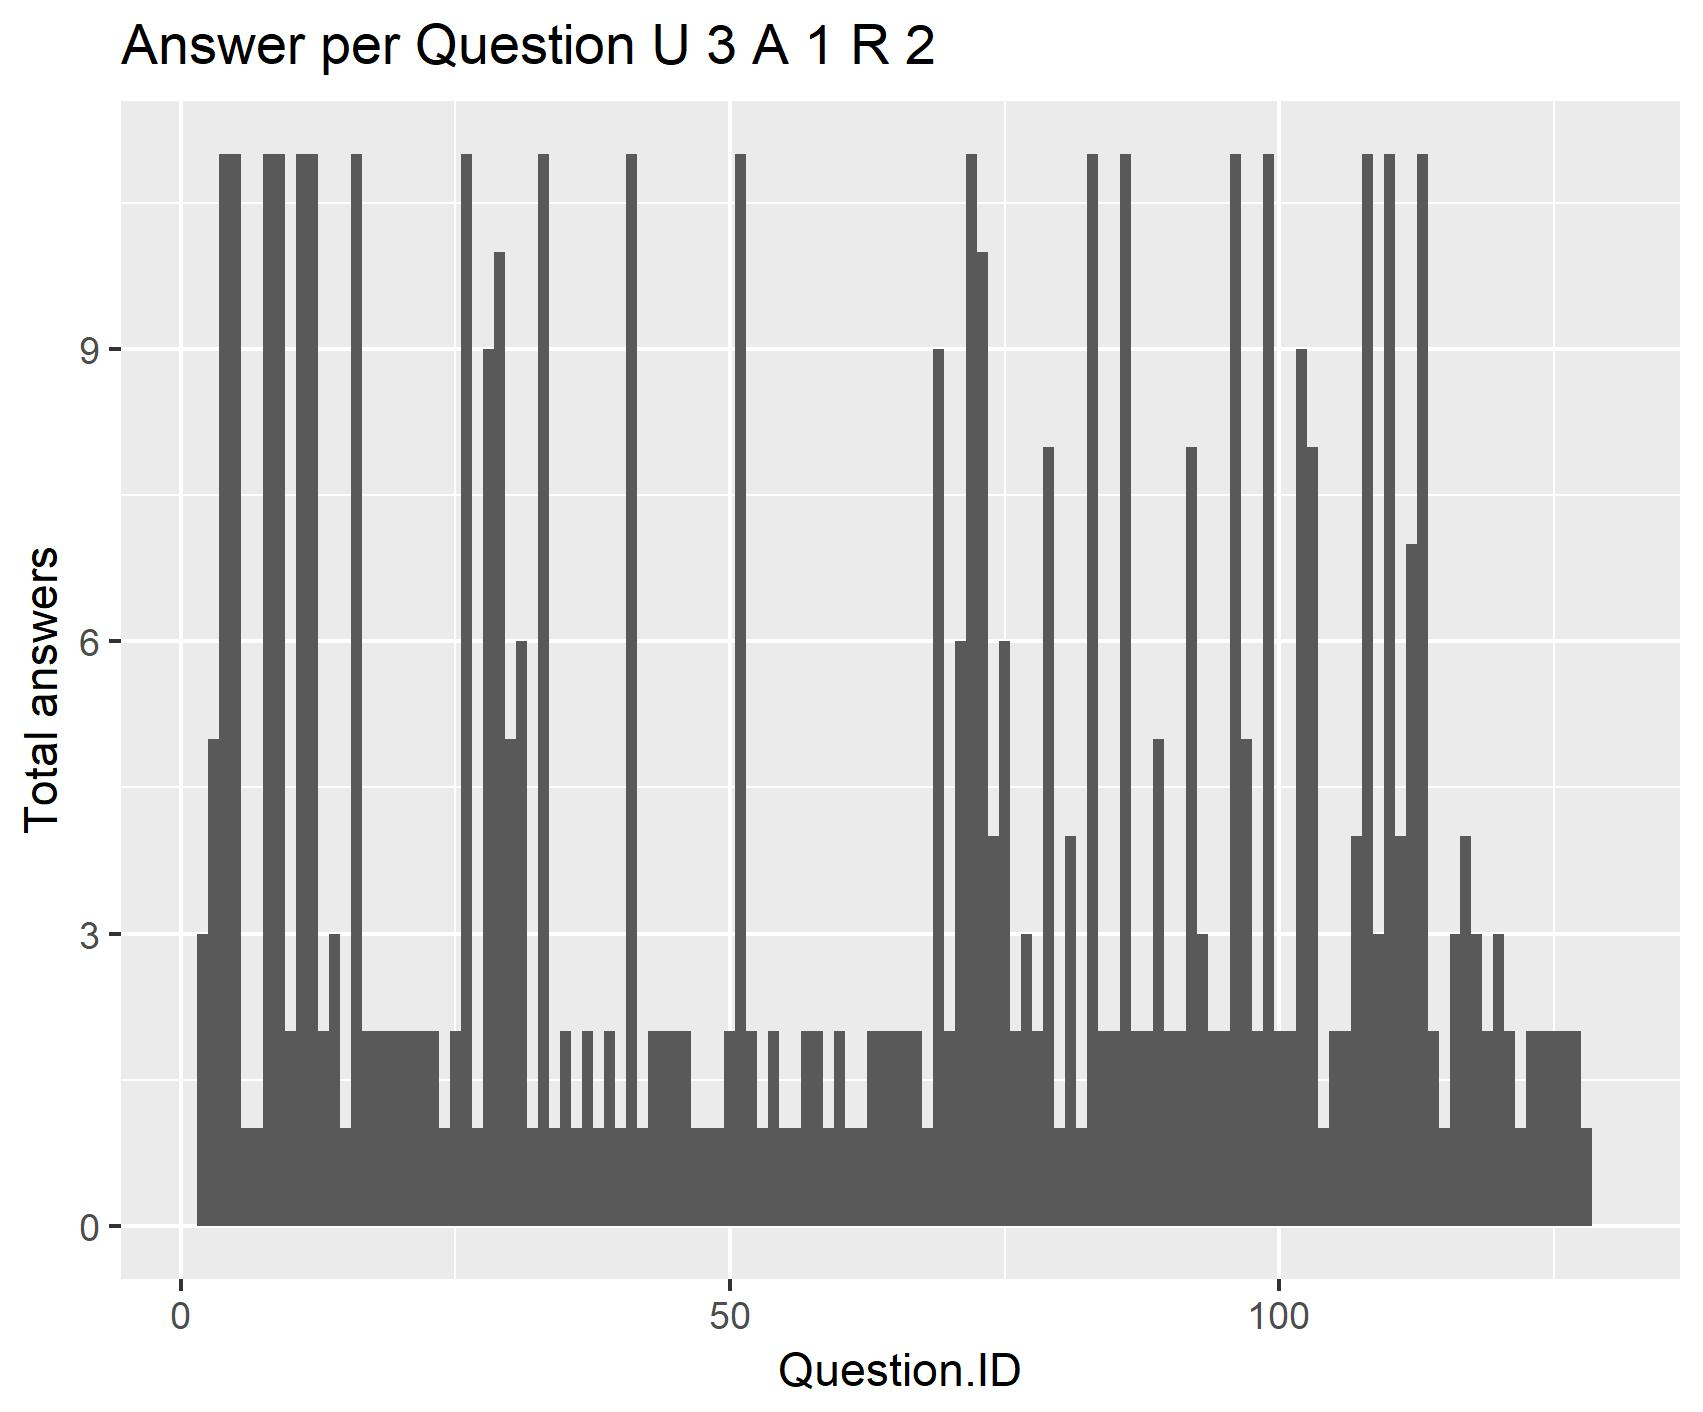 Answer per Question U 3 A 1 R 2
9
6
3
0
Total answers
0 50 100
Question.ID